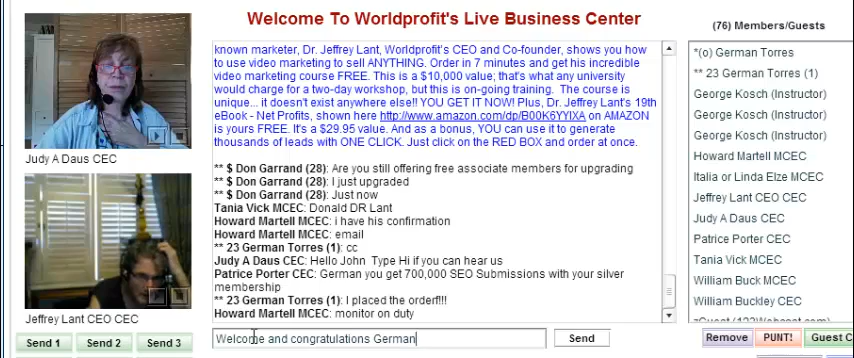 Welcome To Worldprofit's Live Business Center
(76) Members/Guests
known marketer, Dr. Jeffrey Lant, Worldprofit's CEO and Co-founder, shows you how
to use video marketing to sell ANYTHING. Order in 7 minutes and get his incredible
video marketing course FREE. This is a $10,000 value; that's what any university
would charge for a two-day workshop, but this is on-going training.  The course is
unique... it doesn't exist anywhere else!! YOU GET IT NOW! Plus, Dr. Jeffrey Lant's 19th
eBook - Net Profits, shown here http://www.amazon.com/dp/B00K6YYIXA on AMAZON
is yours FREE. It's a $29.95 value. And as a bonus, YOU can use it to generate
thousands of leads with ONE CLICK. Just click on the RED BOX and order at once.
** $ Don Garrand (28): Are you still offering free associate members for upgrading
** $ Don Garrand (28): I just upgraded
** $ Don Garrand (28): Just now
Tania Vick MCEC: Donald DR Lant
Howard Martell MCEC: i have his confirmation
Howard Martell MCEC: email
** 23 German Torres (1): cc
Judy A Daus CEC: Hello John  Type Hi if you can hear us
Patrice Porter CEC: German you get 700,000 SEO Submissions with your silver
membership
** 23 German Torres (1): I placed the orderf!!!
Howard Martell MCEC: monitor on duty
Welcome and congratulations German
Send
Judy A Daus CEC
Jeffrey Lant CEO CEC
Send 1
Send 2
Send 3
*(o) German Torres
** 23 German Torres (1)
George Kosch (Instructor)
George Kosch (Instructor)
George Kosch (Instructor)
Howard Martell MCEC
Italia or Linda Elze MCEC
Jeffrey Lant CEO CEC
Judy A Daus CEC
Patrice Porter CEC
Tania Vick MCEC
William Buck MCEC
William Buckley CEC
Remove
PUNT!
Guest C